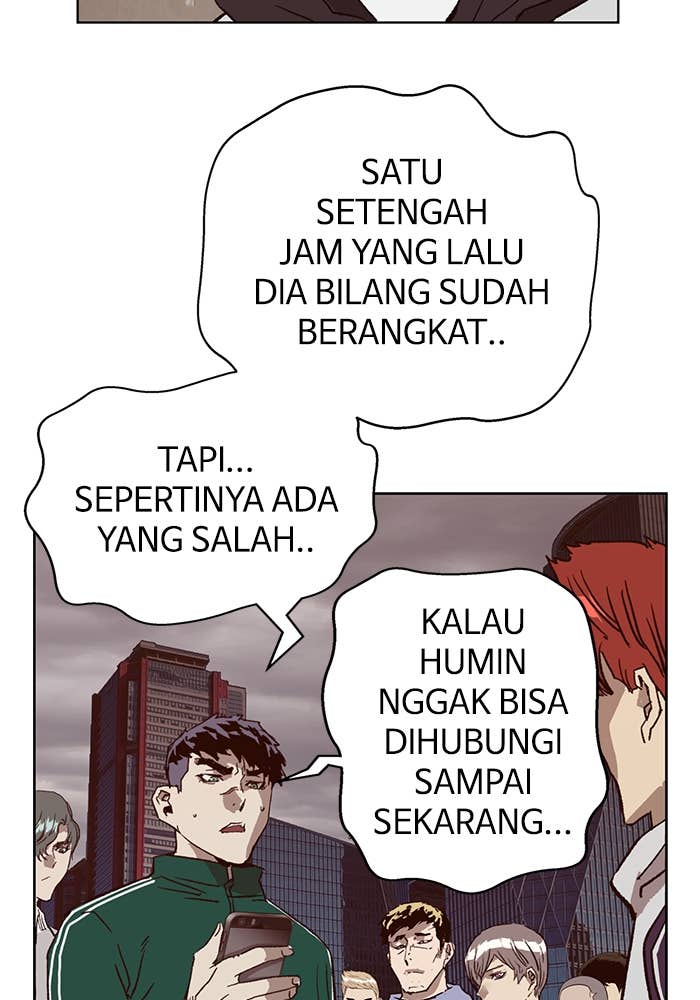 SATU
SETENGAH
JAM YANG LALU
DIA BILANG SUDAH
BERANGKAT..
TAPI...
SEPERTINYA ADA
YANG SALAH..
KALAU
HUMIN
NGGAK BISA
DIHUBUNGI
SAMPAI
SEKARANG...